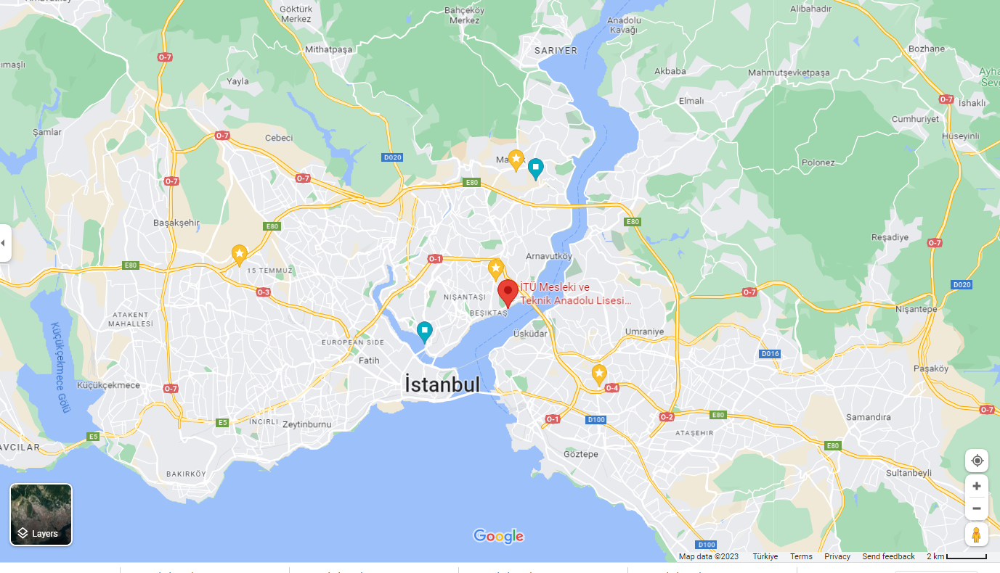 Göktürk
Merkez
Bahçeköy
Merkez
Alibahadır
Anadolu
Kavağı
Mithatpaşa
SARIYER
Bozhane
O-7
Akbaba
Mahmutşevketpaşa
Yayla
Elmalı
O-7
İshaklı
Cumhuriyet
Şamlar
O-7
Cebeci
Hüseyinli
D020
Polonez
O-7
O-7
E80
Başakşehir
E80
E80
Reşadiye
O-7
Arnavutköy
O-1
E80
15 TEMMUZ
İTÜ Mesleki ve
Teknik Anadolu Lisesi...
D020
O-3
O-7
NİŞANTAŞI
BEŞİKTAŞ
Nişantepe
ATAKENT
MAHALLESİ
Üsküdar
Umraniye
EUROPEAN SIDE
D016
Fatih
Küçükçekmece Gölü
Paşaköy
İstanbul
Küçükçekmece
O-7
O-4
O-7
E5
İNCİRLİ
Zeytinburnu
O-1
D100
O-2
E80
Samandıra
E5
ATAŞEHİR
E80
AVCILAR
Göztepe
BAKIRKÖY
Sultanbeyli
Layers
Google
D100
Map data ©2023 Türkiye Terms Privacy Send feedback 2 km